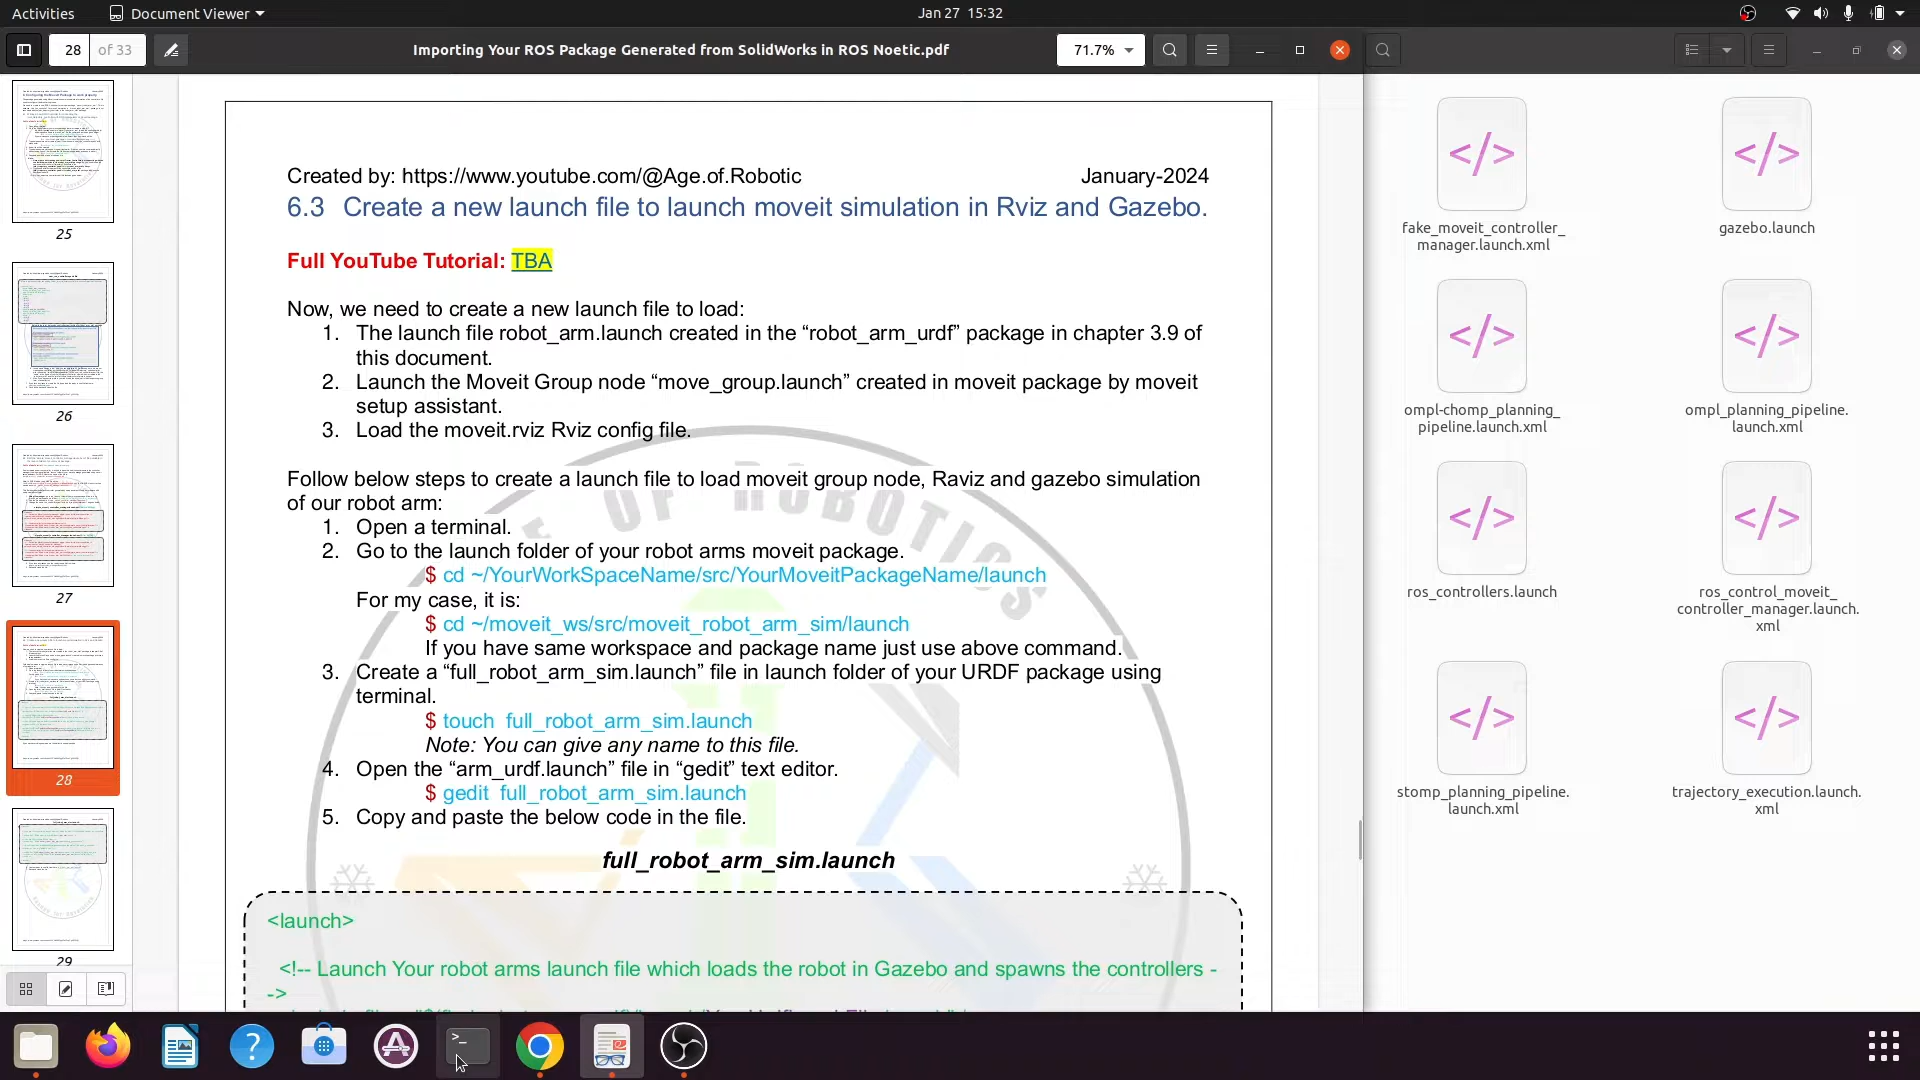 Activities
Document Viewer
Jan 27 15:32
28 of 33
Importing Your ROS Package Generated from SolidWorks in ROS Noetic.pdf
71.7%
25
26
27
28
29
Created by: https://www.youtube.com/@Age.of.Robotic January-2024
6.3 Create a new launch file to launch moveit simulation in Rviz and Gazebo.
Full YouTube Tutorial: TBA
Now, we need to create a new launch file to load:
1. The launch file robot_arm.launch created in the “robot_arm_urdf” package in chapter 3.9 of
this document.
2. Launch the Moveit Group node “move_group.launch” created in moveit package by moveit
setup assistant.
3. Load the moveit.rviz Rviz config file.
Follow below steps to create a launch file to load moveit group node, Raviz and gazebo simulation
of our robot arm:
1. Open a terminal.
2. Go to the launch folder of your robot arms moveit package.
$ cd ~/YourWorkSpaceName/src/YourMoveitPackageName/launch
For my case, it is:
$ cd ~/moveit_ws/src/moveit_robot_arm_sim/launch
If you have same workspace and package name just use above command.
3. Create a “full_robot_arm_sim.launch” file in launch folder of your URDF package using
terminal.
$ touch full_robot_arm_sim.launch
Note: You can give any name to this file.
4. Open the “arm_urdf.launch” file in “gedit” text editor.
$ gedit full_robot_arm_sim.launch
5. Copy and paste the below code in the file.
full_robot_arm_sim.launch
<launch>
<!-- Launch Your robot arms launch file which loads the robot in Gazebo and spawns the controllers -
->
OF ROBOTICS
fake_moveit_controller_
manager.launch.xml
gazebo.launch
ompl-chomp_planning_
pipeline.launch.xml
ompl_planning_pipeline.
launch.xml
ros_controllers.launch
ros_control_moveit_
controller_manager.launch.
xml
stomp_planning_pipeline.
launch.xml
trajectory_execution.launch.
xml